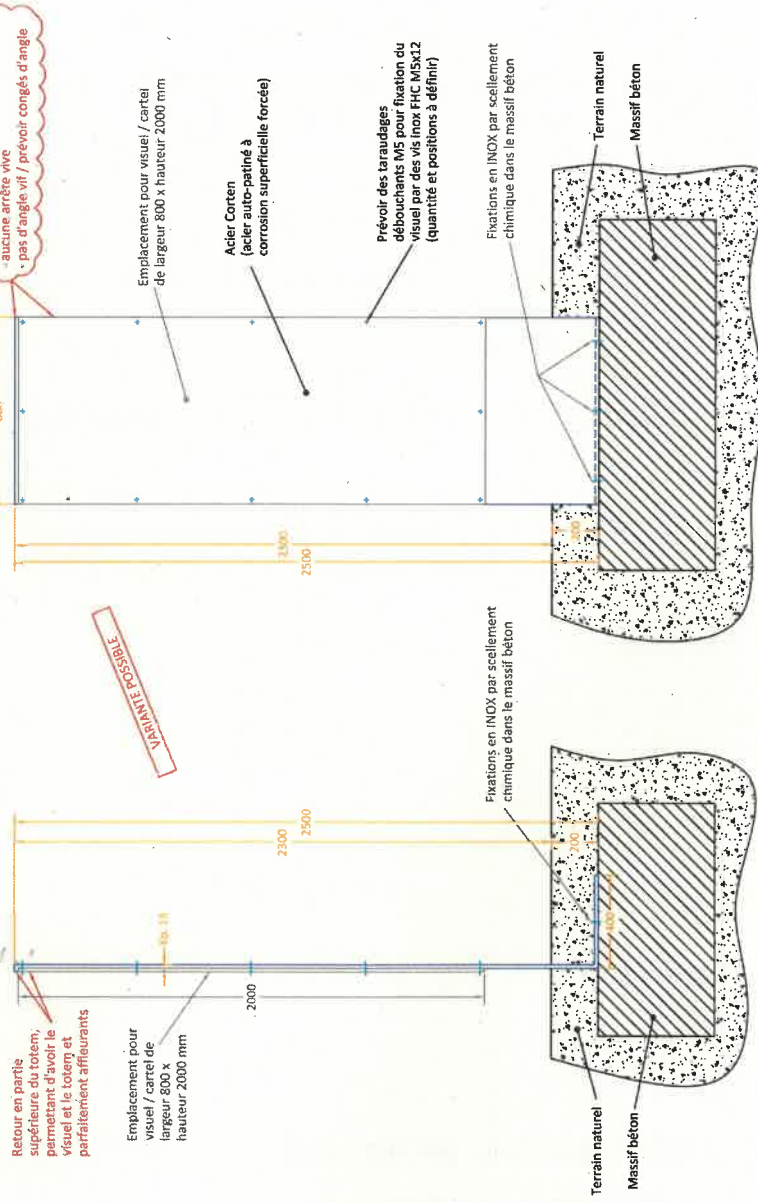 aucune arrête vive
pas d'angle vif / prévoir congés d'angle
Retour en partie
supérieure du totem,
permettant d'avoir le
visuel et le totem et
parfaitement affleurants
Emplacement pour
visuel / cartel de
largeur 800 x
hauteur 2000 mm
Ep. 15
2000
2300
2500
200
400
VARIANTE POSSIBLE
Fixations en INOX par scellement
chimique dans le massif béton
Terrain naturel
Massif béton
2300
2500
200
Emplacement pour visuel / cartel
de largeur 800 x hauteur 2000 mm
Acier Corten
(acier auto-patiné à
corrosion superficielle forcée)
Prévoir des taraudages
débouchants M5 pour fixation du
visuel par des vis inox FHC M5x12
(quantité et positions à définir)
Fixations en INOX par scellement
chimique dans le massif béton
Terrain naturel
Massif béton